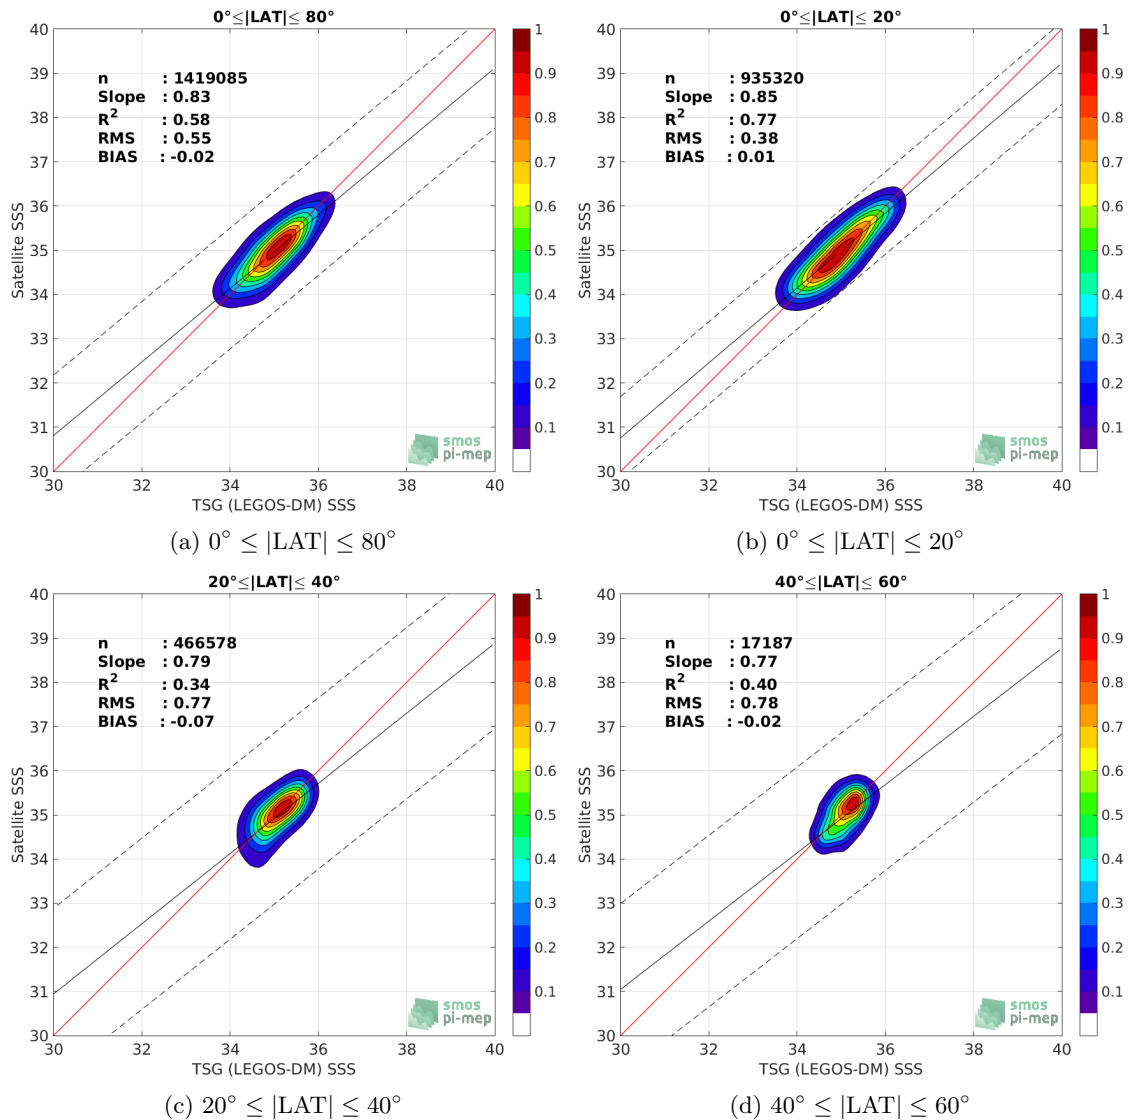 0°≤|LAT|≤ 80°
n : 1419085
Slope : 0.83
R² : 0.58
RMS : 0.55
BIAS : -0.02
40
39
38
37
36
35
34
33
32
31
30
Satellite SSS
30 32 34 36 38 40
TSG (LEGOS-DM) SSS
1
0.9
0.8
0.7
0.6
0.5
0.4
0.3
0.2
0.1
smos
pi-mep
(a) 0° ≤ |LAT| ≤ 80°
0°≤|LAT|≤ 20°
n : 935320
Slope : 0.85
R² : 0.77
RMS : 0.38
BIAS : 0.01
40
39
38
37
36
35
34
33
32
31
30
Satellite SSS
30 32 34 36 38 40
TSG (LEGOS-DM) SSS
1
0.9
0.8
0.7
0.6
0.5
0.4
0.3
0.2
0.1
smos
pi-mep
(b) 0° ≤ |LAT| ≤ 20°
20°≤|LAT|≤ 40°
n : 466578
Slope : 0.79
R² : 0.34
RMS : 0.77
BIAS : -0.07
40
39
38
37
36
35
34
33
32
31
30
Satellite SSS
30 32 34 36 38 40
TSG (LEGOS-DM) SSS
1
0.9
0.8
0.7
0.6
0.5
0.4
0.3
0.2
0.1
smos
pi-mep
(c) 20° ≤ |LAT| ≤ 40°
40°≤|LAT|≤ 60°
n : 17187
Slope : 0.77
R² : 0.40
RMS : 0.78
BIAS : -0.02
40
39
38
37
36
35
34
33
32
31
30
Satellite SSS
30 32 34 36 38 40
TSG (LEGOS-DM) SSS
1
0.9
0.8
0.7
0.6
0.5
0.4
0.3
0.2
0.1
smos
pi-mep
(d) 40° ≤ |LAT| ≤ 60°